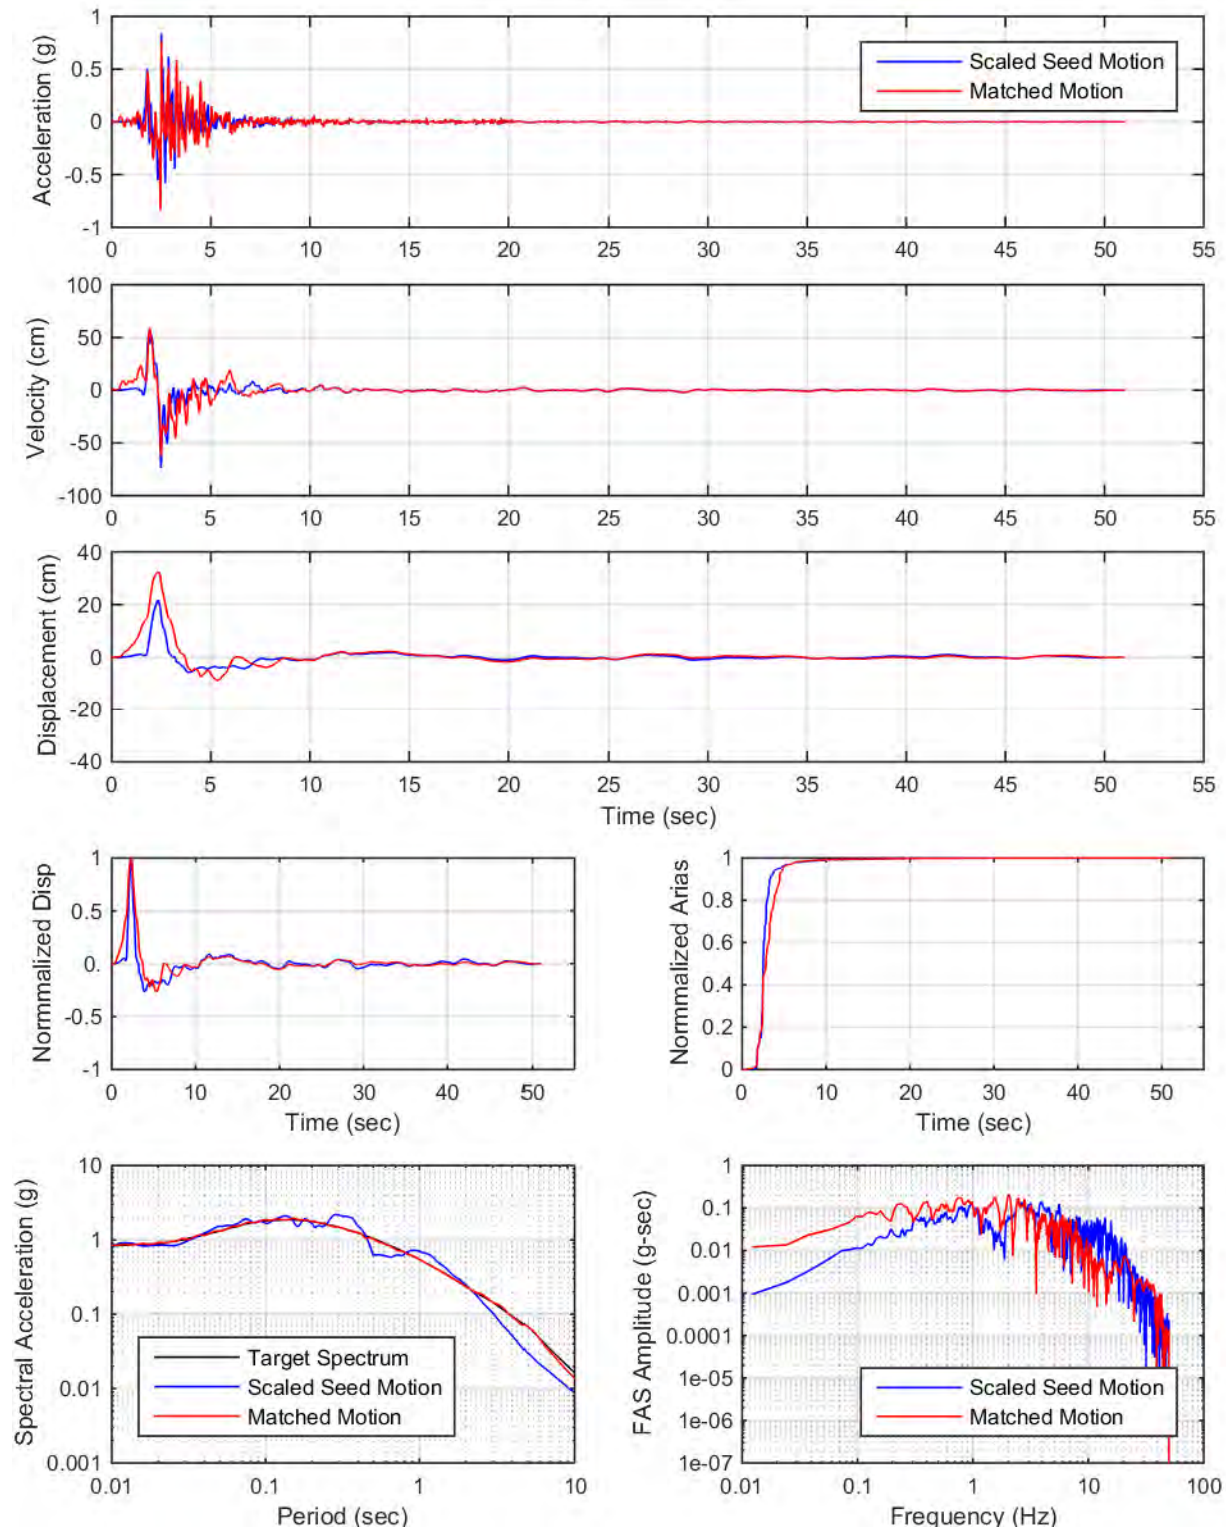 Acceleration (g)
1
0.5
0
-0.5
-1
Scaled Seed Motion
Matched Motion
0 5 10 15 20 25 30 35 40 45 50 55
Velocity (cm)
100
50
0
-50
-100
0 5 10 15 20 25 30 35 40 45 50 55
Displacement (cm)
40
20
0
-20
-40
0 5 10 15 20 25 30 35 40 45 50 55
Time (sec)
Normmalized Disp
1
0.5
0
-0.5
-1
0 10 20 30 40 50
Time (sec)
Normmalized Arias
1
0.8
0.6
0.4
0.2
0
0 10 20 30 40 50
Time (sec)
Spectral Acceleration (g)
10
1
0.1
0.01
0.001
Target Spectrum
Scaled Seed Motion
Matched Motion
0.01 0.1 1 10
Period (sec)
FAS Amplitude (g-sec)
1
0.1
0.01
0.001
0.0001
1e-05
1e-06
1e-07
Scaled Seed Motion
Matched Motion
0.01 0.1 1 10 100
Frequency (Hz)